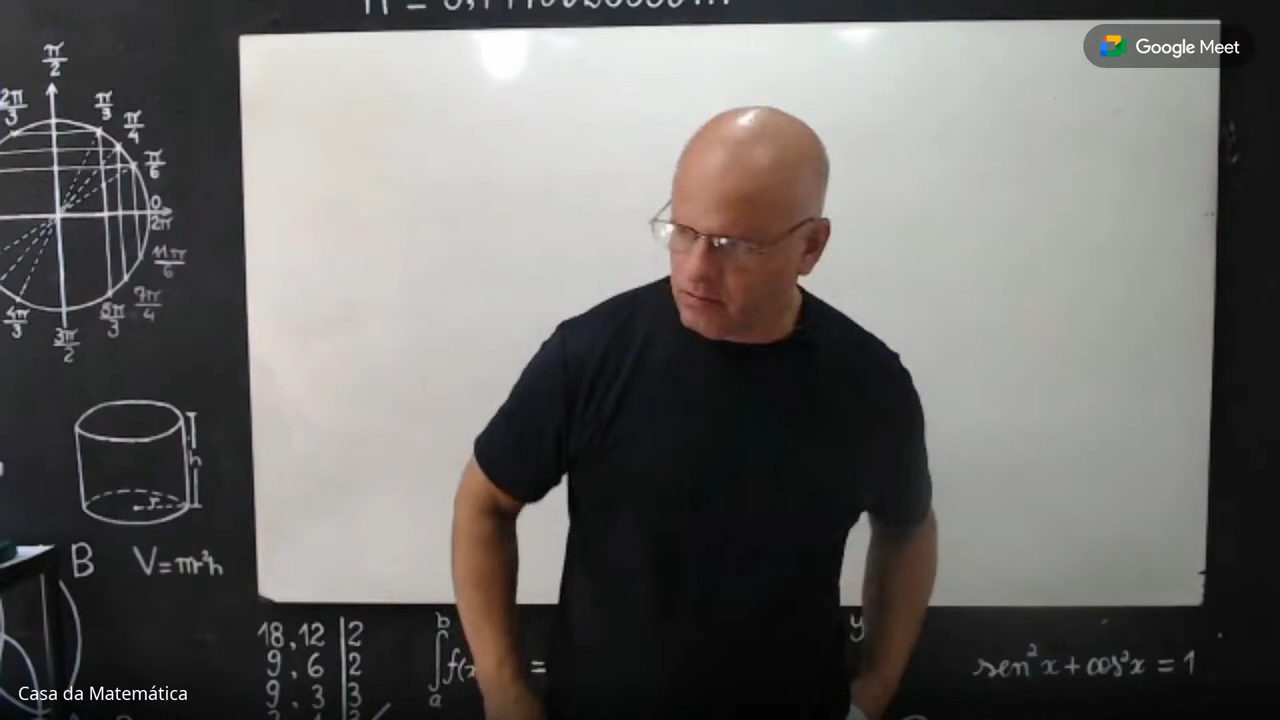 Google Meet
π/2
2π/3
π/3
π/4
π/6
0
2π
11π/6
7π/4
5π/3
3π/2
4π/3
h
r
B
V=πr²h
18,12 | 2
9,6 | 2
9,3 | 3
b
∫f(x
a
=
y
sen²x+cos²x = 1
Casa da Matemática